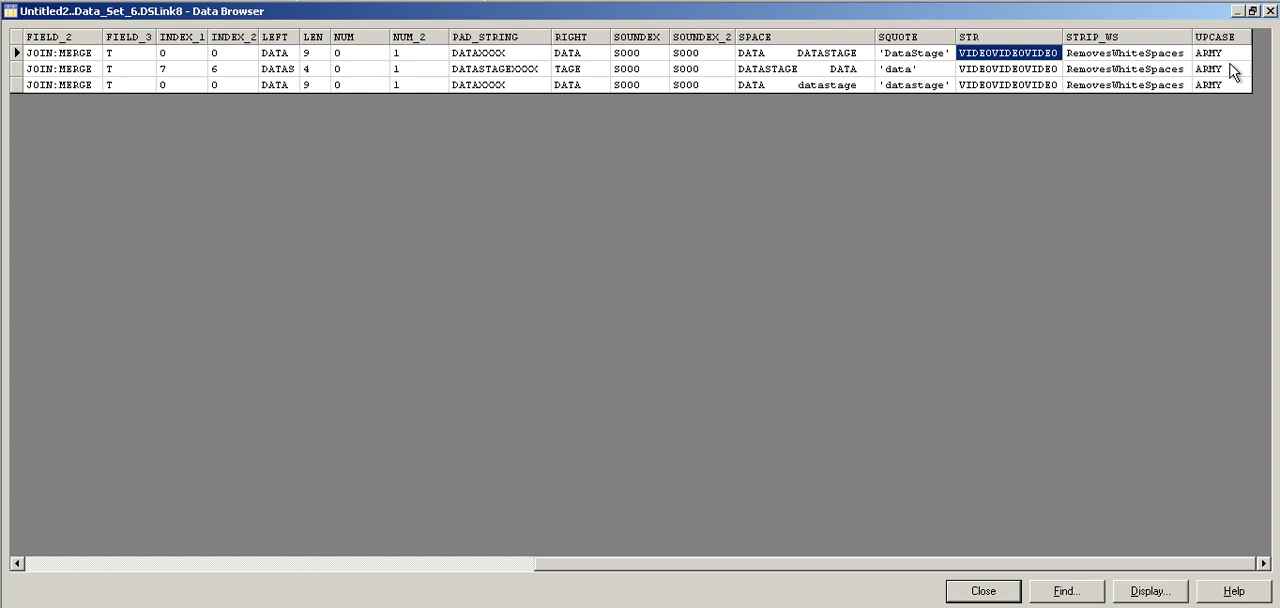 Untitled2..Data_Set_6.DSLink8 - Data Browser
FIELD_2 FIELD_3 INDEX_1 INDEX_2 LEFT LEN NUM NUM_2 PAD_STRING RIGHT SOUNDEX SOUNDEX_2 SPACE SQUOTE STR STRIP_WS UPCASE
JOIN:MERGE T 0 0 DATA 9 0 1 DATAXXXX DATA S000 S000 DATA DATASTAGE 'DataStage' VIDEOVIDEOVIDEO RemovesWhiteSpaces ARMY
JOIN:MERGE T 7 6 DATAS 4 0 1 DATASTAGEXXXX TAGE S000 S000 DATASTAGE DATA 'data' VIDEOVIDEOVIDEO RemovesWhiteSpaces ARMY
JOIN:MERGE T 0 0 DATA 9 0 1 DATAXXXX DATA S000 S000 DATA datastage 'datastage' VIDEOVIDEOVIDEO RemovesWhiteSpaces ARMY
Close Find... Display... Help